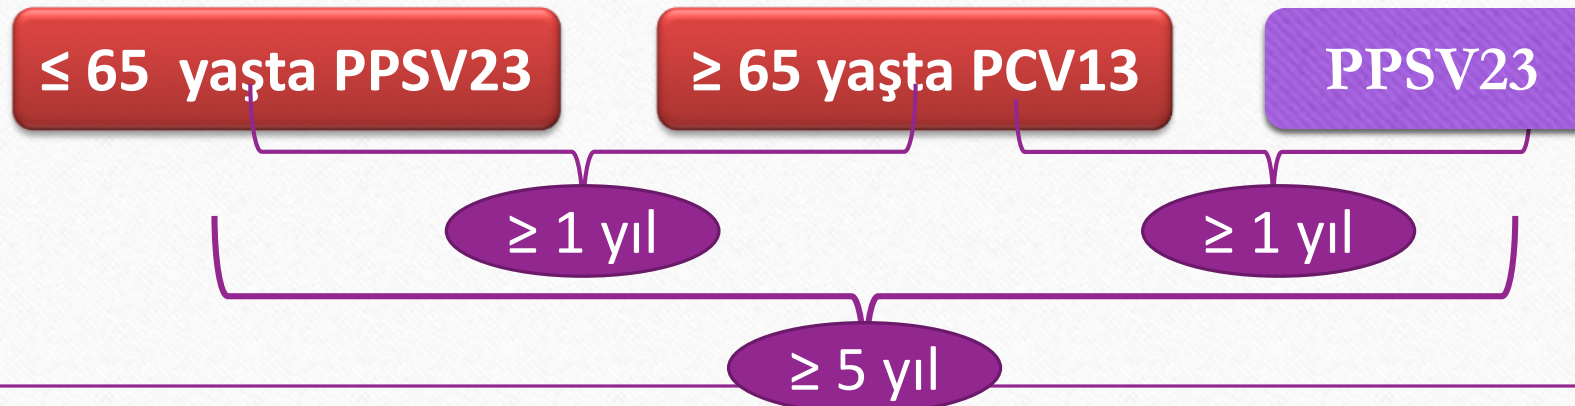 ≤ 65 yaşta PPSV23
≥ 65 yaşta PCV13
PPSV23
≥ 1 yıl
≥ 1 yıl
≥ 5 yıl